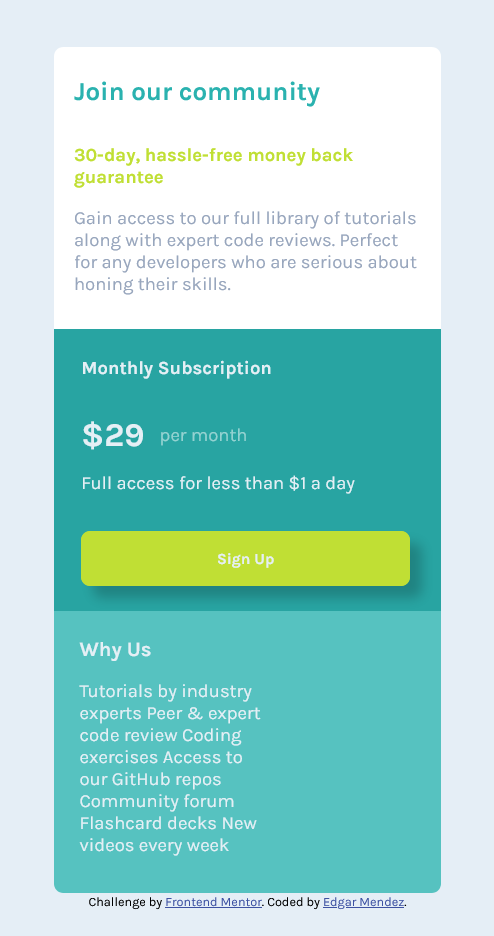 Join our community
30-day, hassle-free money back
guarantee
Gain access to our full library of tutorials
along with expert code reviews. Perfect
for any developers who are serious about
honing their skills.
Monthly Subscription
$29 per month
Full access for less than $1 a day
Sign Up
Why Us
Tutorials by industry
experts Peer & expert
code review Coding
exercises Access to
our GitHub repos
Community forum
Flashcard decks New
videos every week
Challenge by Frontend Mentor. Coded by Edgar Mendez.